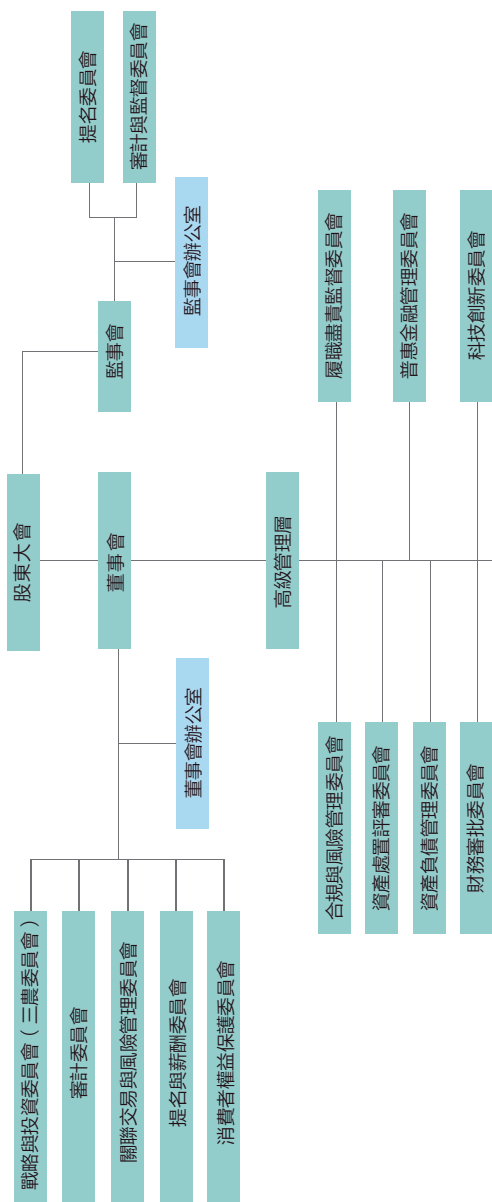 股東大會
監事會
提名委員會
審計與監督委員會
監事會辦公室
董事會
董事會辦公室
戰略與投資委員會（三農委員會）
審計委員會
關聯交易與風險管理委員會
提名與薪酬委員會
消費者權益保護委員會
高級管理層
合規與風險管理委員會
資產處置評審委員會
資產負債管理委員會
財務審批委員會
履職盡責監督委員會
普惠金融管理委員會
科技創新委員會